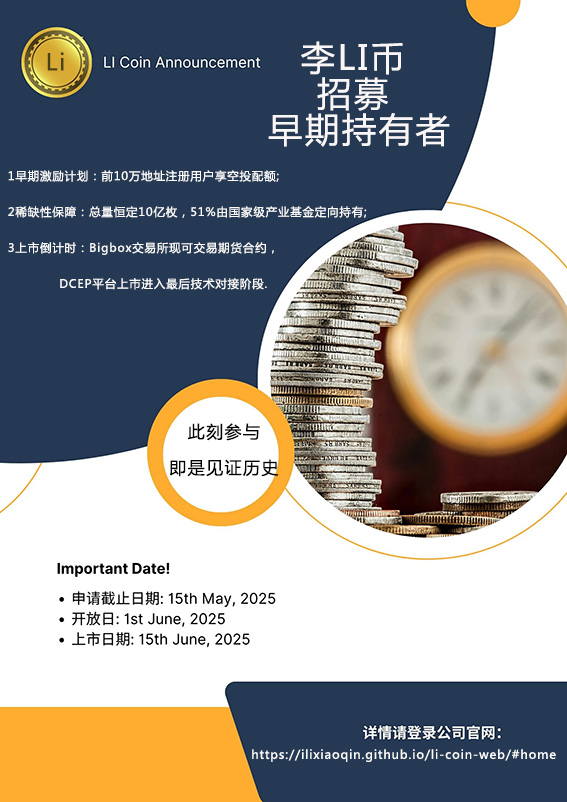 Li
LI Coin Announcement
李LI币
招募
早期持有者
1早期激励计划：前10万地址注册用户享空投配额;
2稀缺性保障：总量恒定10亿枚，51%由国家级产业基金定向持有;
3上市倒计时：Bigbox交易所现可交易期货合约，
DCEP平台上市进入最后技术对接阶段.
此刻参与
即是见证历史
Important Date!
• 申请截止日期: 15th May, 2025
• 开放日: 1st June, 2025
• 上市日期: 15th June, 2025
详情请登录公司官网：
https://ilixiaoqin.github.io/li-coin-web/#home